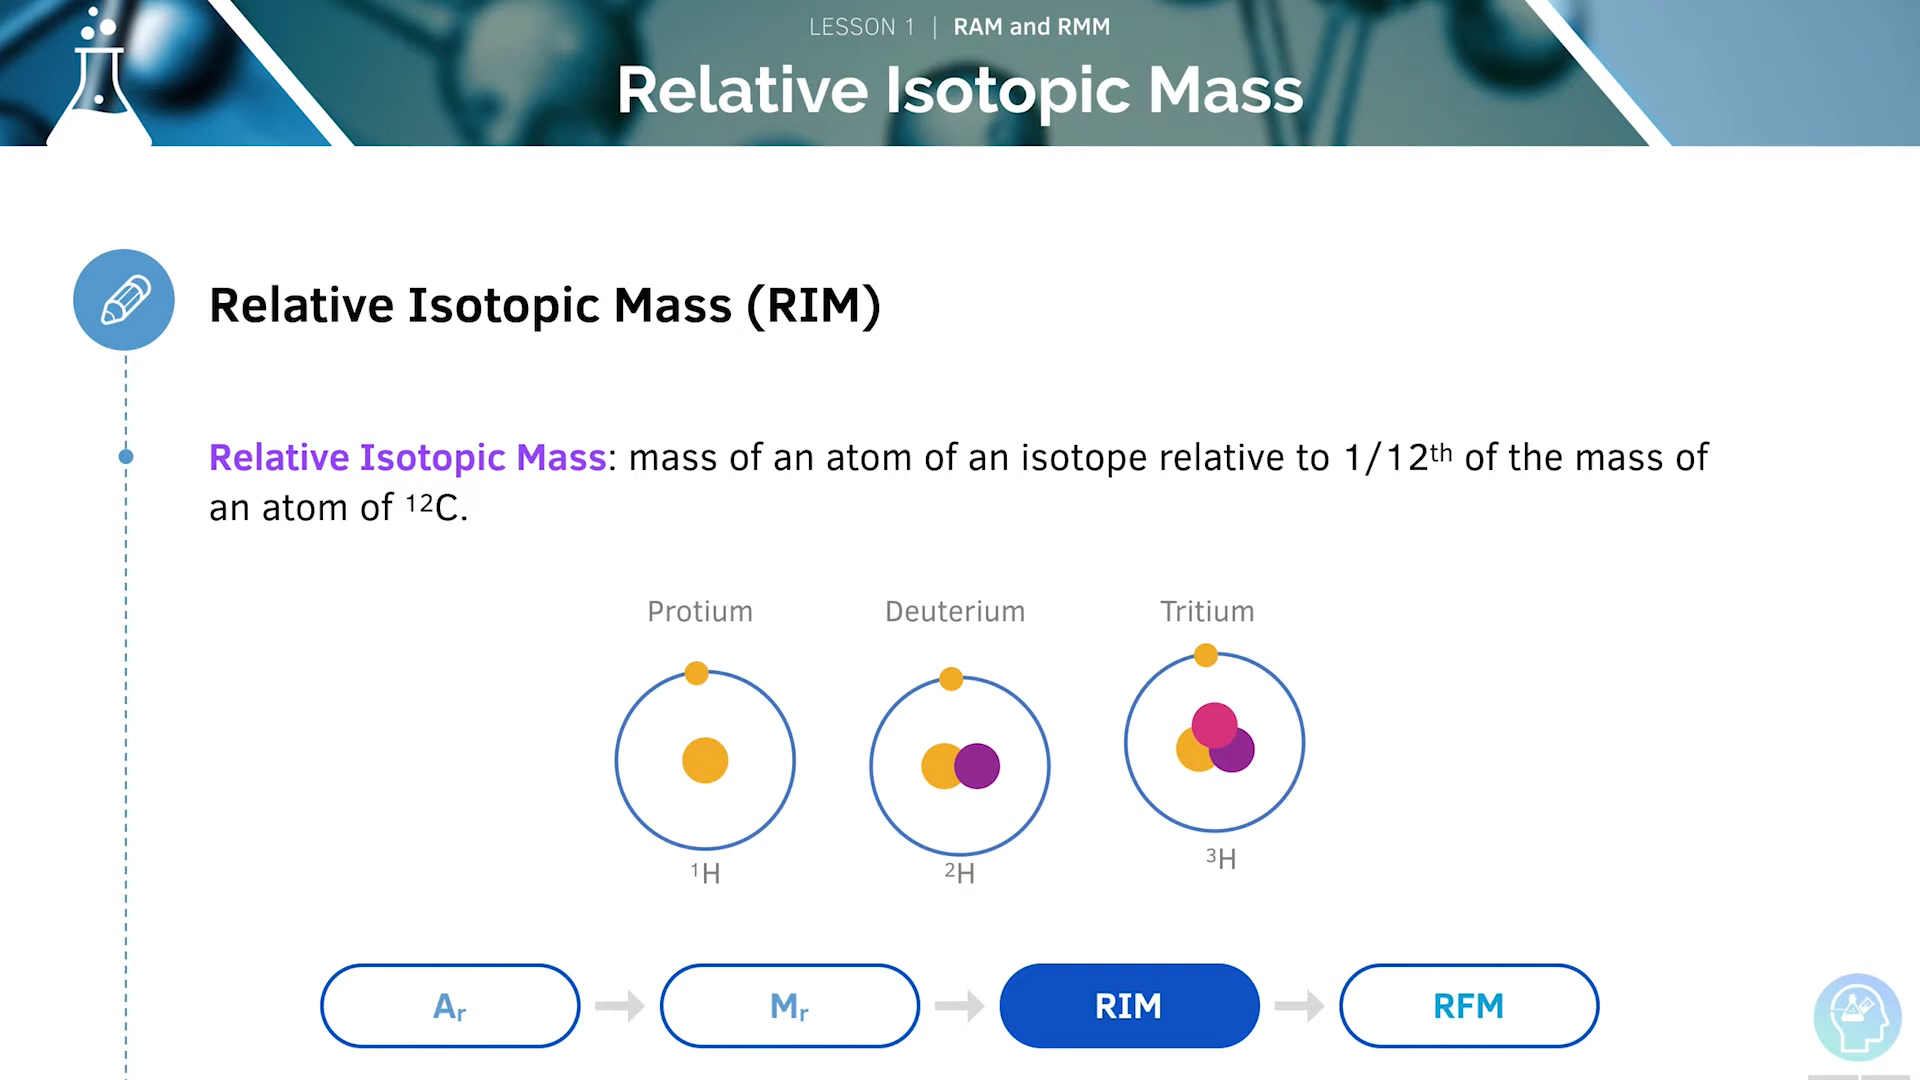 LESSON 1 | RAM and RMM
Relative Isotopic Mass
Relative Isotopic Mass (RIM)
Relative Isotopic Mass: mass of an atom of an isotope relative to 1/12ᵗʰ of the mass of
an atom of ¹²C.
Protium Deuterium Tritium
¹H ²H ³H
Aᵣ Mᵣ RIM RFM